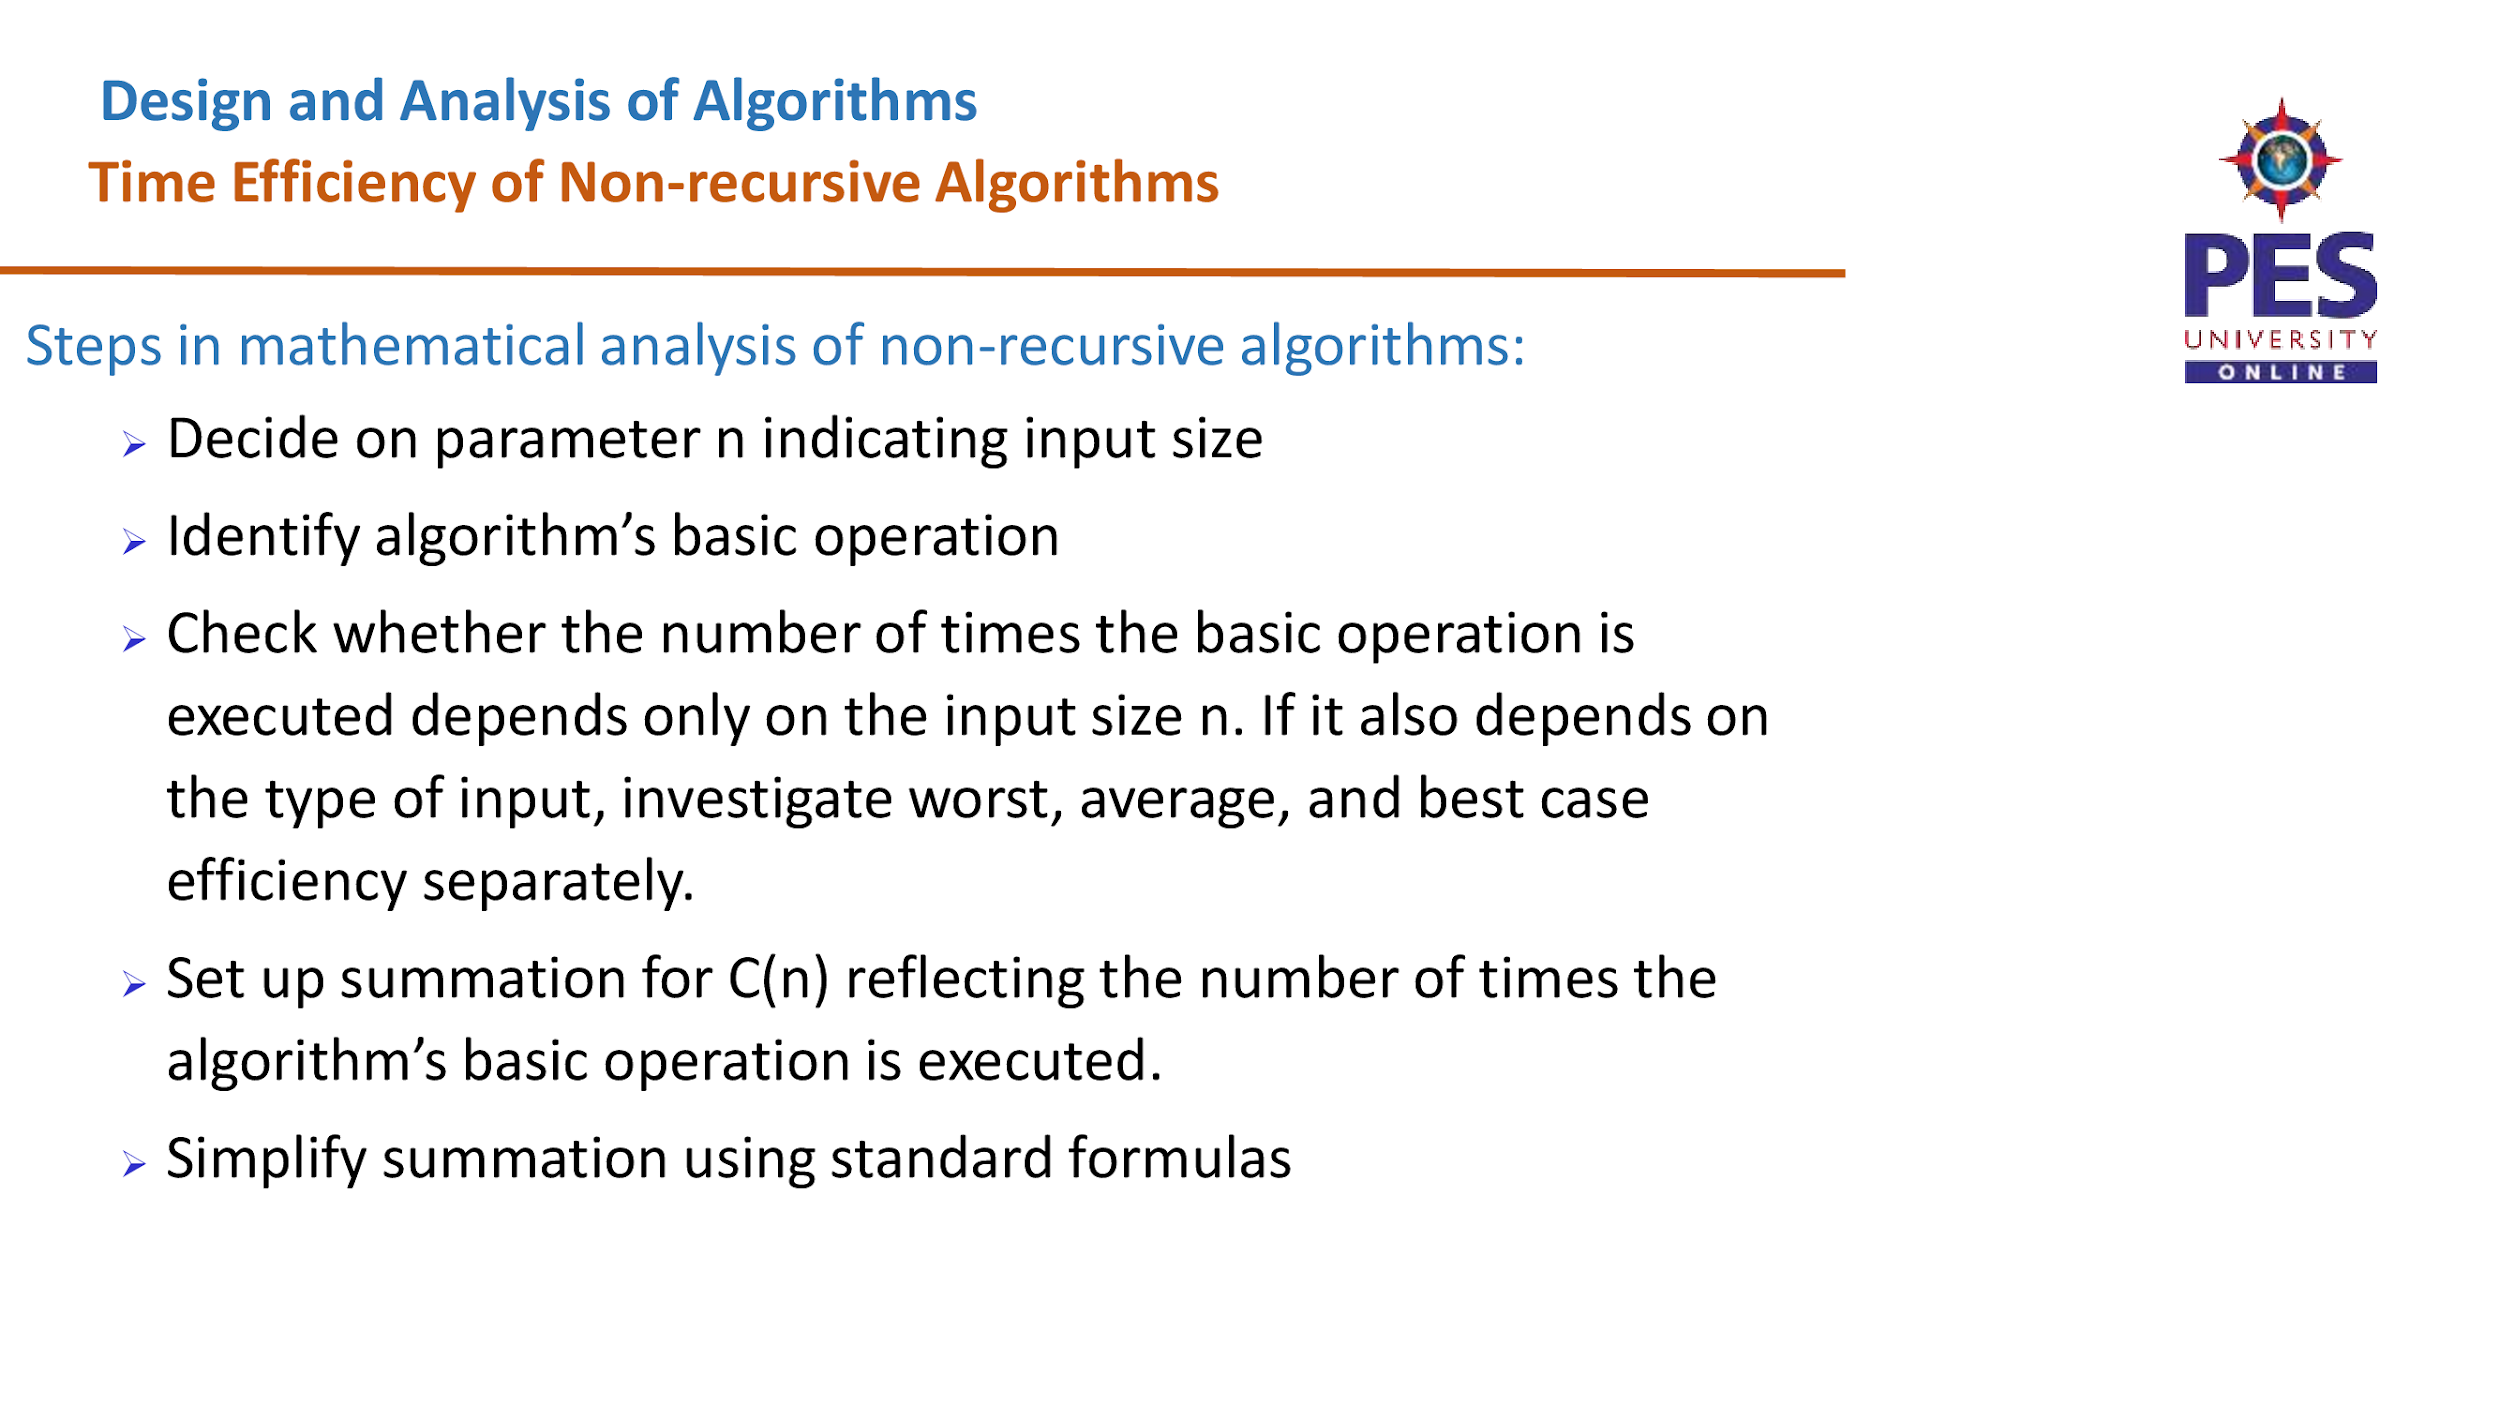 Design and Analysis of Algorithms
Time Efficiency of Non-recursive Algorithms
PES
UNIVERSITY
ONLINE
Steps in mathematical analysis of non-recursive algorithms:
Decide on parameter n indicating input size
Identify algorithm’s basic operation
Check whether the number of times the basic operation is
executed depends only on the input size n. If it also depends on
the type of input, investigate worst, average, and best case
efficiency separately.
Set up summation for C(n) reflecting the number of times the
algorithm’s basic operation is executed.
Simplify summation using standard formulas